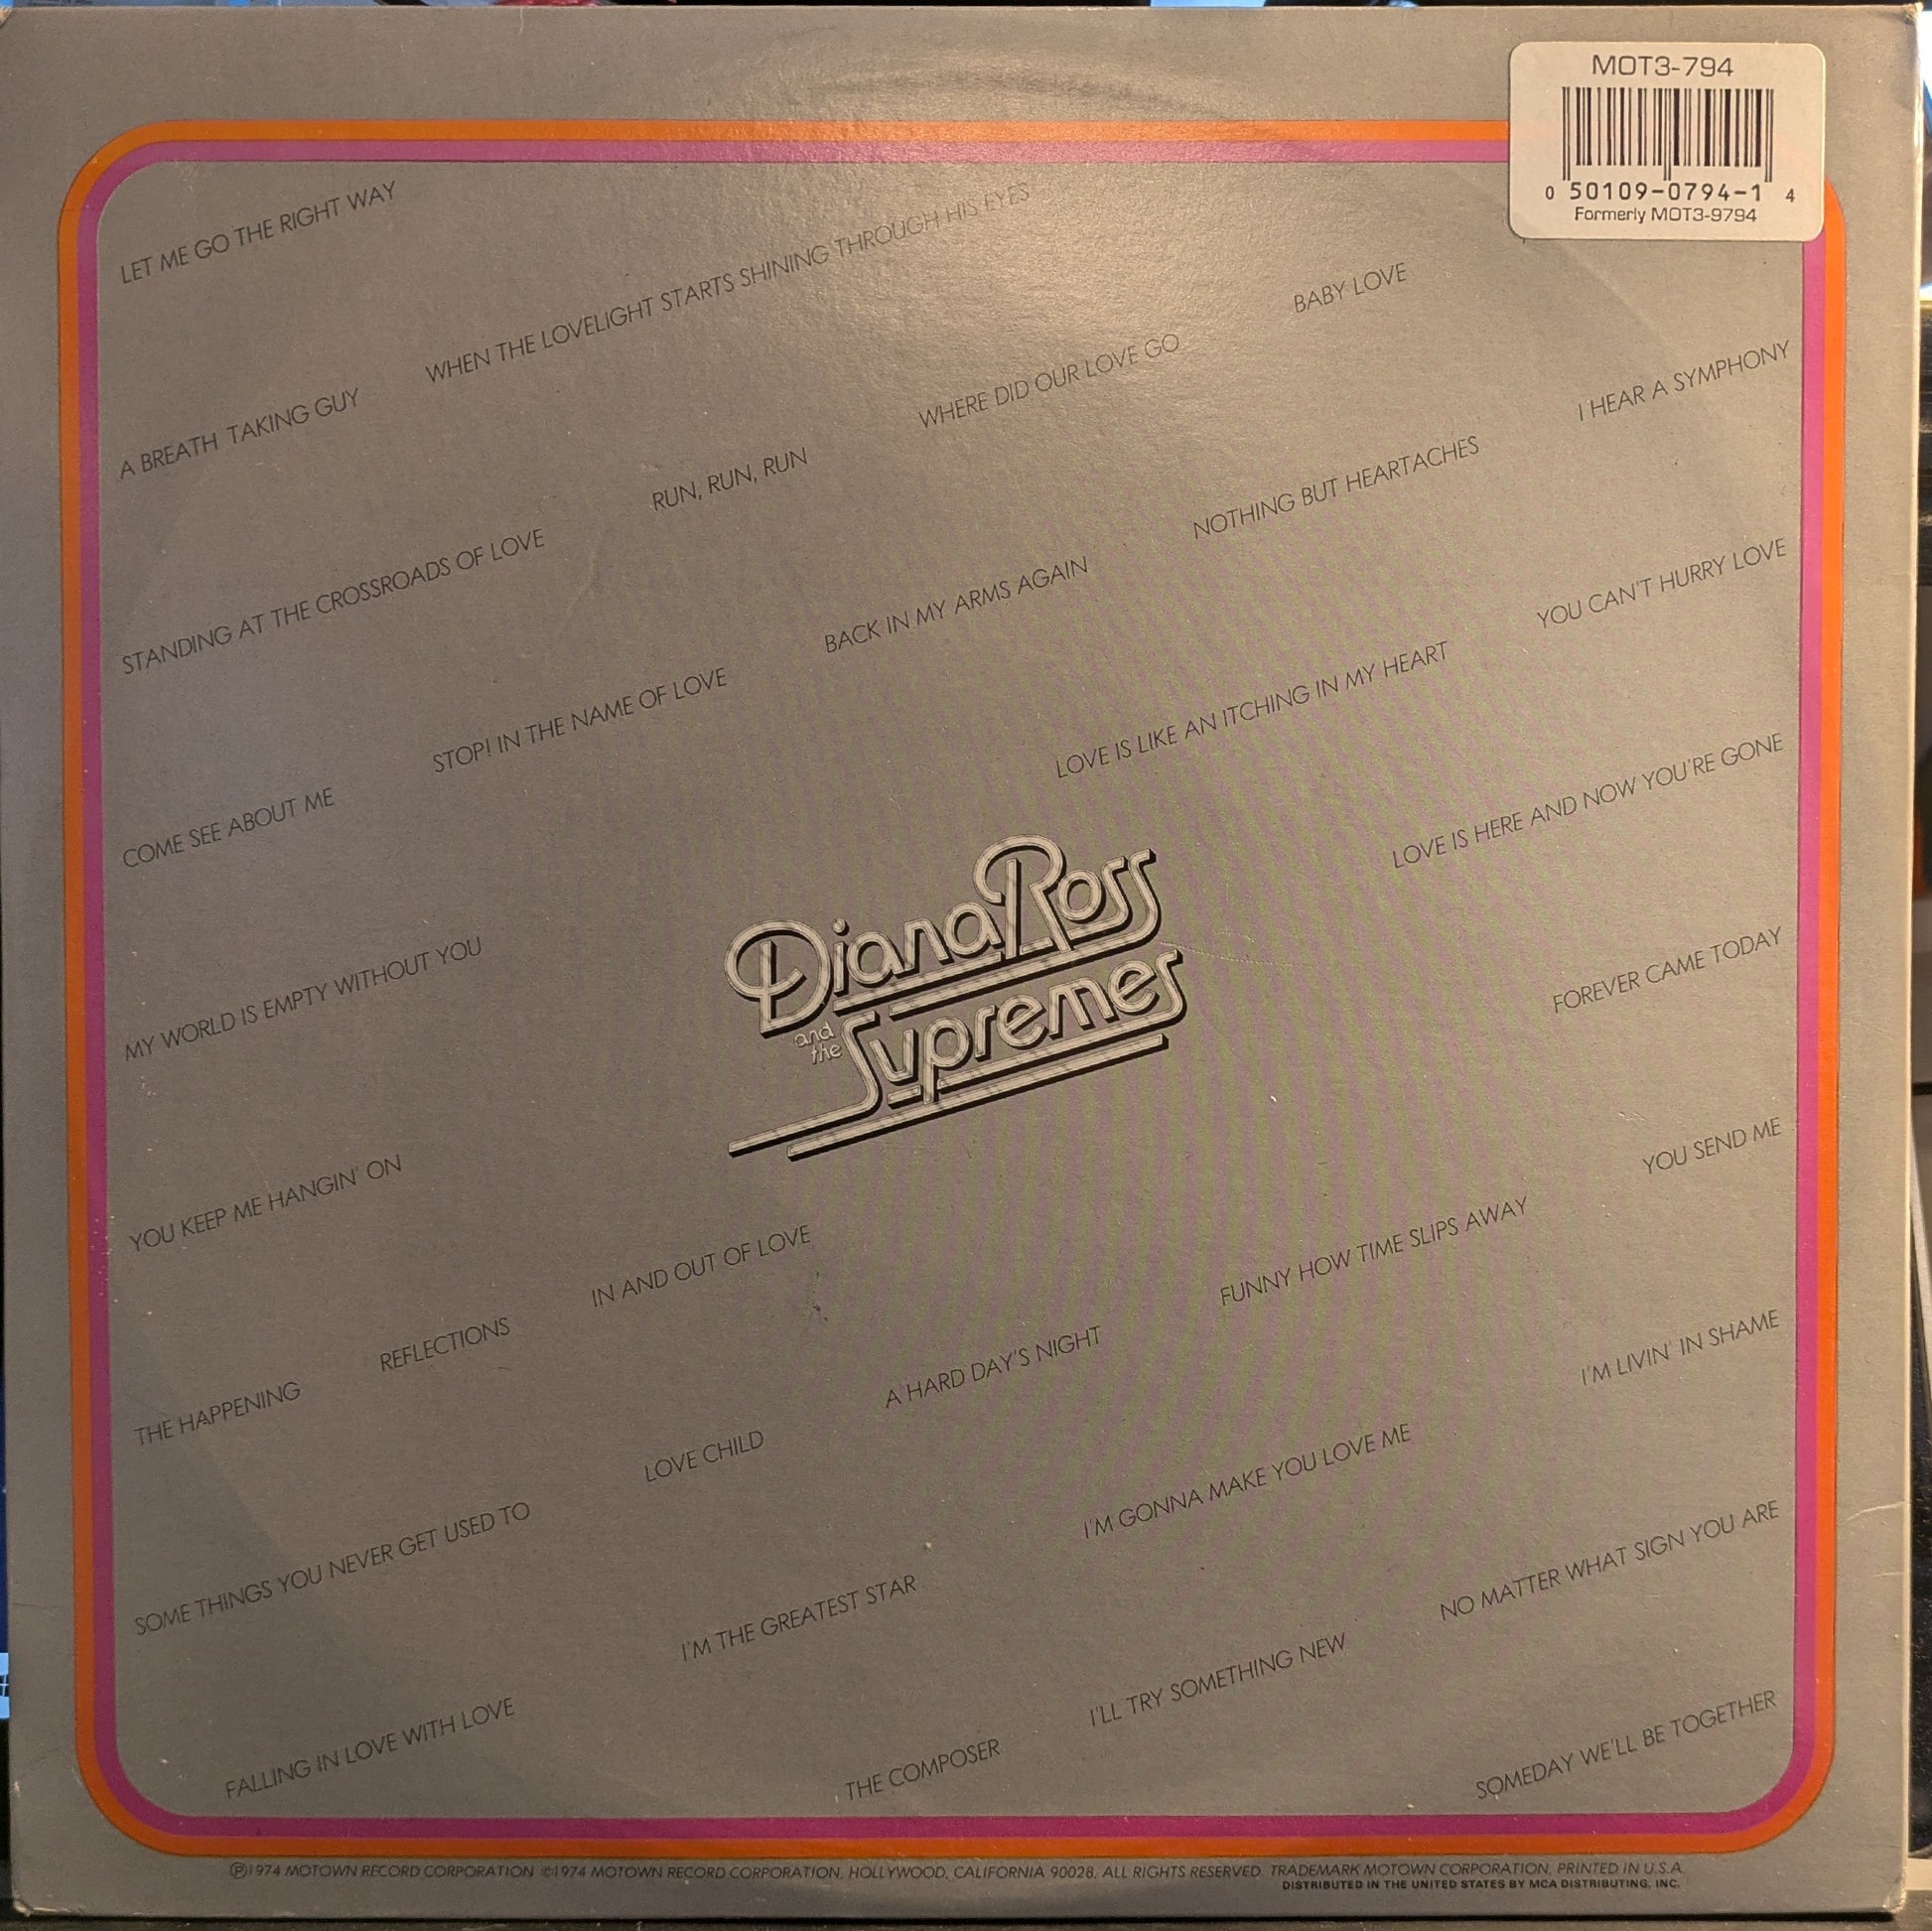 MOT3-794
0 50109-0794-1 4
Formerly MOT3-9794
LET ME GO THE RIGHT WAY
A BREATH TAKING GUY
WHEN THE LOVELIGHT STARTS SHINING THROUGH HIS EYES
STANDING AT THE CROSSROADS OF LOVE
RUN, RUN, RUN
WHERE DID OUR LOVE GO
BABY LOVE
COME SEE ABOUT ME
STOP! IN THE NAME OF LOVE
BACK IN MY ARMS AGAIN
NOTHING BUT HEARTACHES
I HEAR A SYMPHONY
MY WORLD IS EMPTY WITHOUT YOU
LOVE IS LIKE AN ITCHING IN MY HEART
YOU CAN'T HURRY LOVE
YOU KEEP ME HANGIN' ON
Diana Ross
and the
Supremes
LOVE IS HERE AND NOW YOU'RE GONE
THE HAPPENING
REFLECTIONS
IN AND OUT OF LOVE
FOREVER CAME TODAY
SOME THINGS YOU NEVER GET USED TO
LOVE CHILD
A HARD DAY'S NIGHT
FUNNY HOW TIME SLIPS AWAY
YOU SEND ME
FALLING IN LOVE WITH LOVE
I'M THE GREATEST STAR
I'M GONNA MAKE YOU LOVE ME
I'M LIVIN' IN SHAME
THE COMPOSER
I'LL TRY SOMETHING NEW
NO MATTER WHAT SIGN YOU ARE
SOMEDAY WE'LL BE TOGETHER
℗1974 MOTOWN RECORD CORPORATION ©1974 MOTOWN RECORD CORPORATION, HOLLYWOOD, CALIFORNIA 90028. ALL RIGHTS RESERVED. TRADEMARK MOTOWN CORPORATION, PRINTED IN U.S.A.
DISTRIBUTED IN THE UNITED STATES BY MCA DISTRIBUTING, INC.